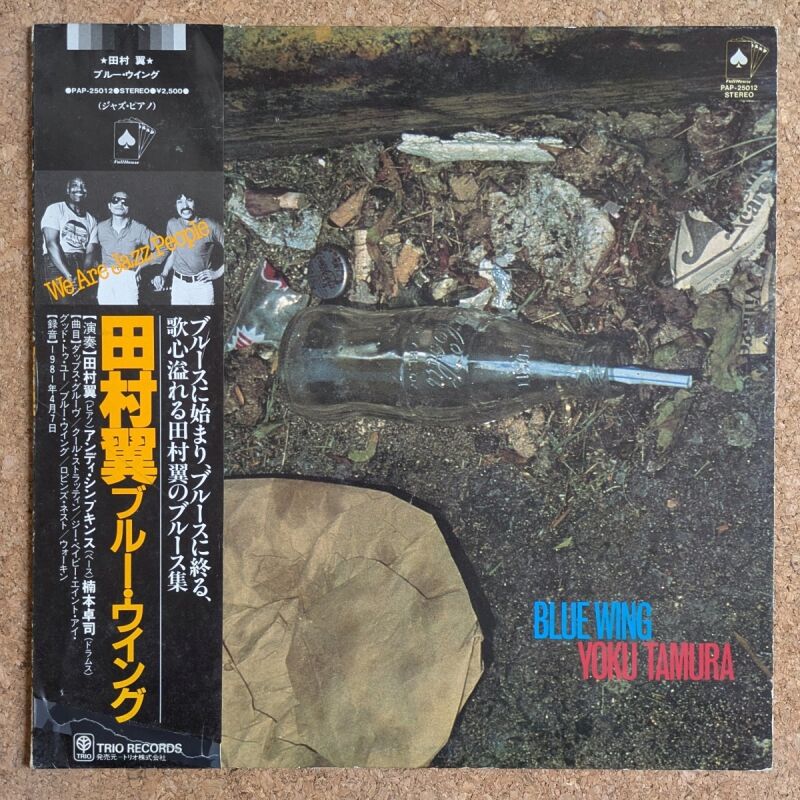 ★田村 翼★
ブルー・ウイング
●PAP-25012●STEREO●¥2,500●
(ジャズ・ピアノ)
FullHouse
We Are Jazz People
ブルースに始まり、ブルースに終る、
歌心溢れる田村翼のブルース集
田村翼ブルー・ウイング
【演奏】田村翼(ピアノ)アンディ・シンプキンス(ベース)楠本卓司(ドラムス)
【曲目】ダップス・グルーヴ/クール・ストラッティン/ジー・ベイビー・エイント・アイ・
グッド・トゥ・ユー/ブルー・ウイング/ロビンズ・ネスト/ウォーキン
【録音】1981年4月7日
TRIO
TRIO RECORDS
発売元―トリオ株式会社
FullHouse
PAP-25012
STEREO
BLUE WING
YOKU TAMURA